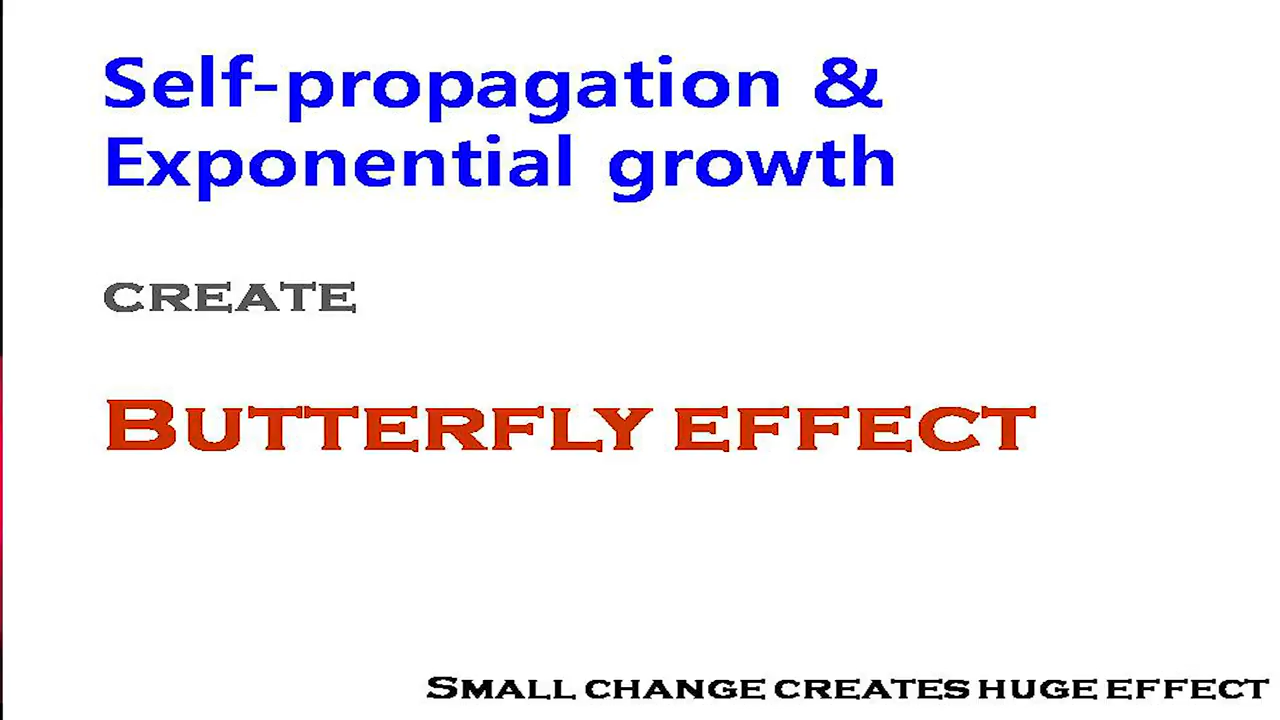 Self-propagation &
Exponential growth
CREATE
BUTTERFLY EFFECT
SMALL CHANGE CREATES HUGE EFFECT